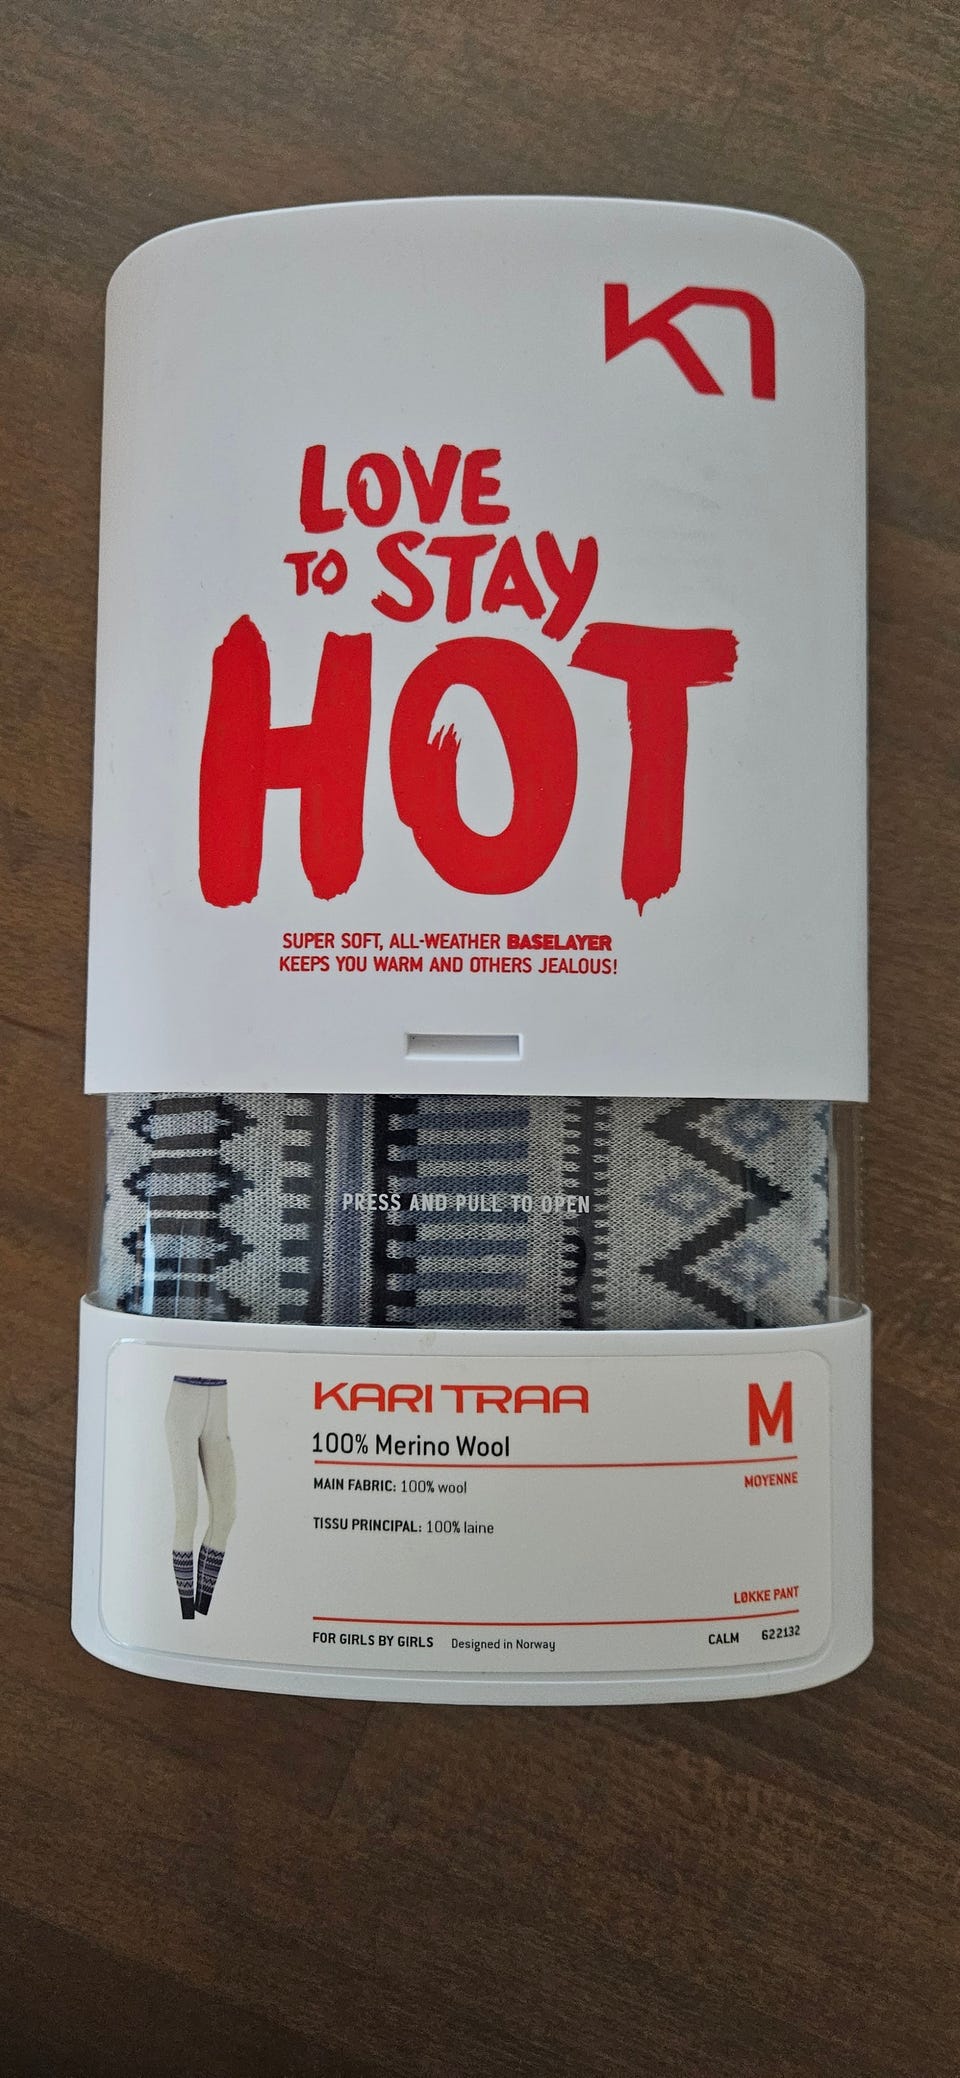 LOVE
TO STAY
HOT
SUPER SOFT, ALL-WEATHER BASELAYER
KEEPS YOU WARM AND OTHERS JEALOUS!
PRESS AND PULL TO OPEN
KARI TRAA
M
100% Merino Wool
MAIN FABRIC: 100% wool
MOYENNE
TISSU PRINCIPAL: 100% laine
LØKKE PANT
FOR GIRLS BY GIRLS Designed in Norway
CALM 622132